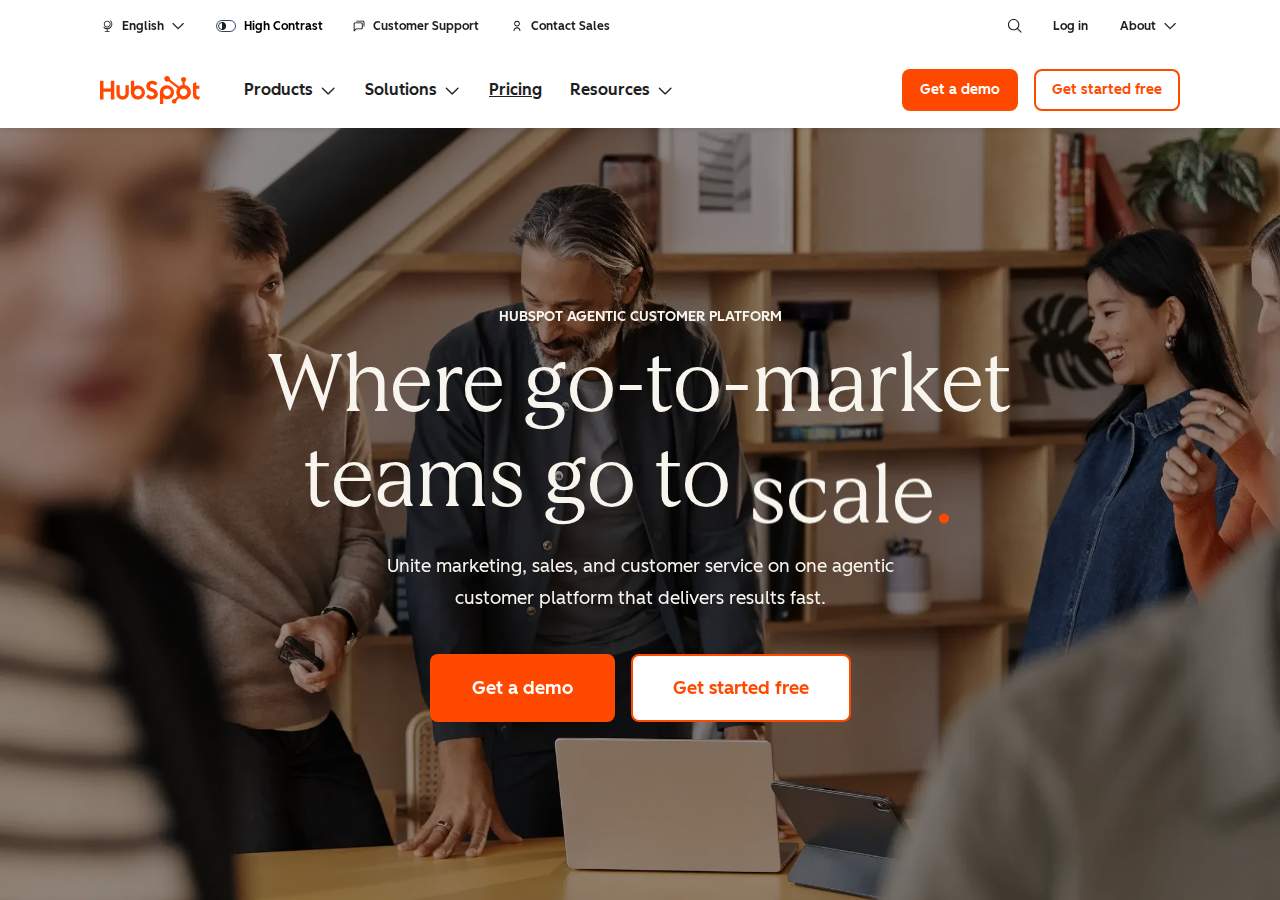 English
High Contrast
Customer Support
Contact Sales
Log in
About
HubSpot
Products
Solutions
Pricing
Resources
Get a demo
Get started free
HUBSPOT AGENTIC CUSTOMER PLATFORM
Where go-to-market
teams go to scale.
Unite marketing, sales, and customer service on one agentic
customer platform that delivers results fast.
Get a demo
Get started free